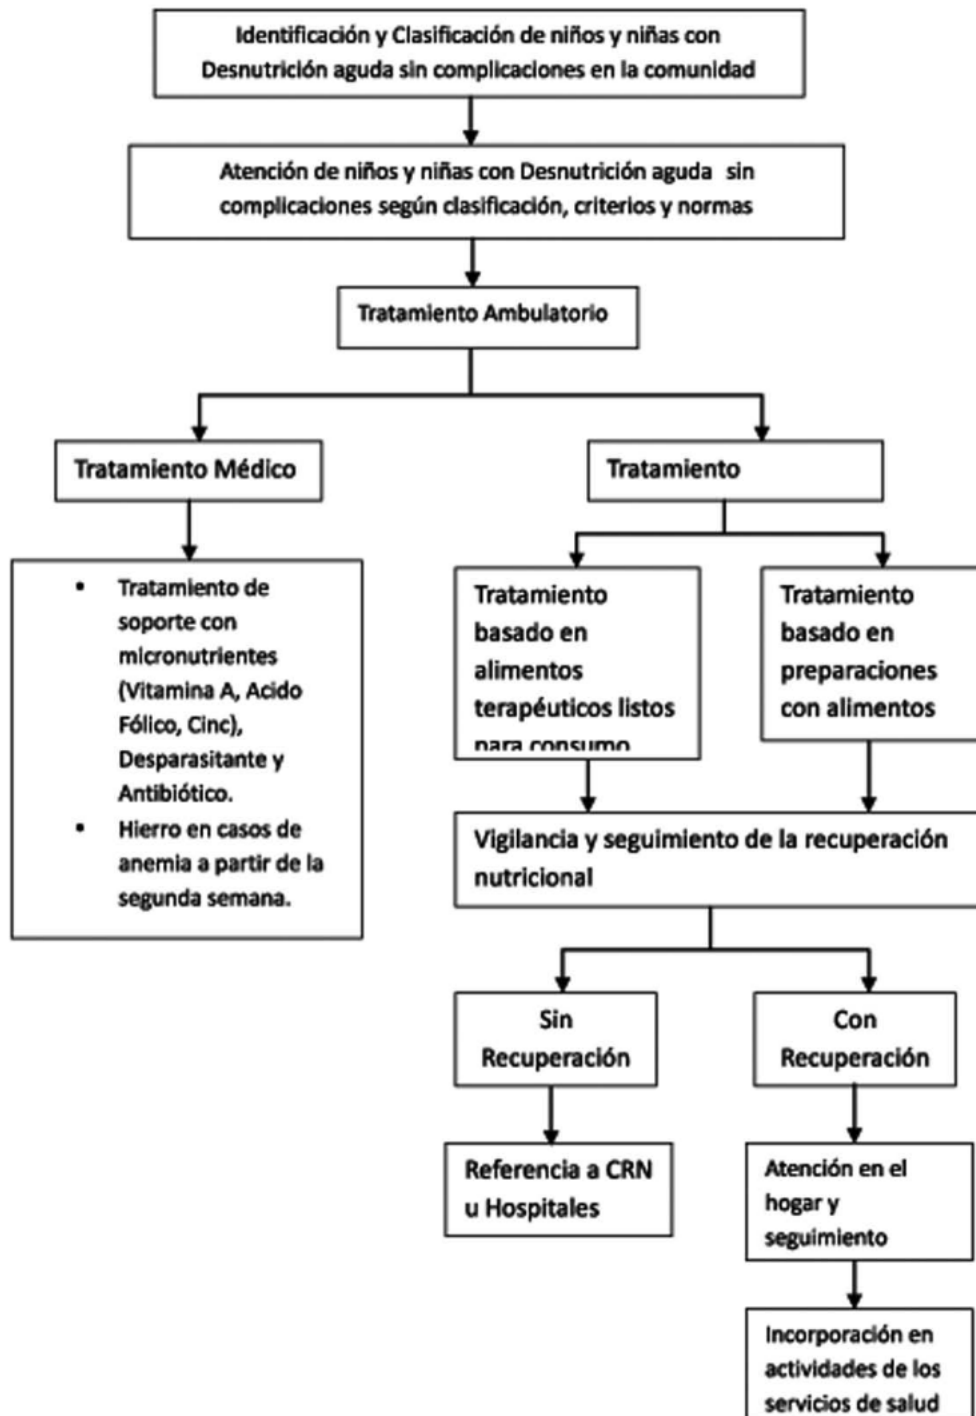 Identificación y Clasificación de niños y niñas con
Desnutrición aguda sin complicaciones en la comunidad
Atención de niños y niñas con Desnutrición aguda sin
complicaciones según clasificación, criterios y normas
Tratamiento Ambulatorio
Tratamiento Médico
▪ Tratamiento de
soporte con
micronutrientes
(Vitamina A, Acido
Fólico, Cinc),
Desparasitante y
Antibiótico.
▪ Hierro en casos de
anemia a partir de la
segunda semana.
Tratamiento
Tratamiento
basado en
alimentos
terapéuticos listos
para consumo
Tratamiento
basado en
preparaciones
con alimentos
Vigilancia y seguimiento de la recuperación
nutricional
Sin
Recuperación
Con
Recuperación
Referencia a CRN
u Hospitales
Atención en el
hogar y
seguimiento
Incorporación en
actividades de los
servicios de salud